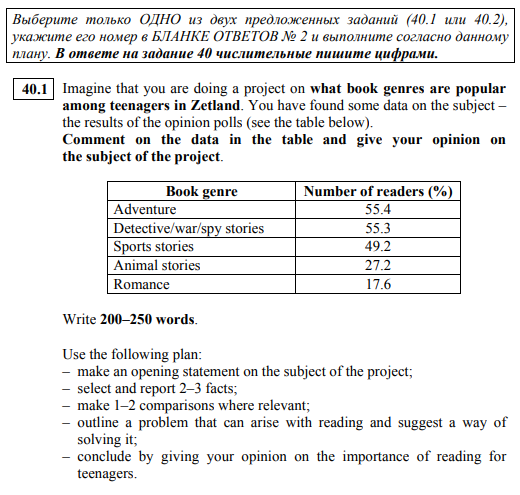 Выберите только ОДНО из двух предложенных заданий (40.1 или 40.2),
укажите его номер в БЛАНКЕ ОТВЕТОВ № 2 и выполните согласно данному
плану. В ответе на задание 40 числительные пишите цифрами.
40.1 Imagine that you are doing a project on what book genres are popular
among teenagers in Zetland. You have found some data on the subject –
the results of the opinion polls (see the table below).
Comment on the data in the table and give your opinion on
the subject of the project.
Book genre Number of readers (%)
Adventure 55.4
Detective/war/spy stories 55.3
Sports stories 49.2
Animal stories 27.2
Romance 17.6
Write 200–250 words.
Use the following plan:
– make an opening statement on the subject of the project;
– select and report 2–3 facts;
– make 1–2 comparisons where relevant;
– outline a problem that can arise with reading and suggest a way of
solving it;
– conclude by giving your opinion on the importance of reading for
teenagers.